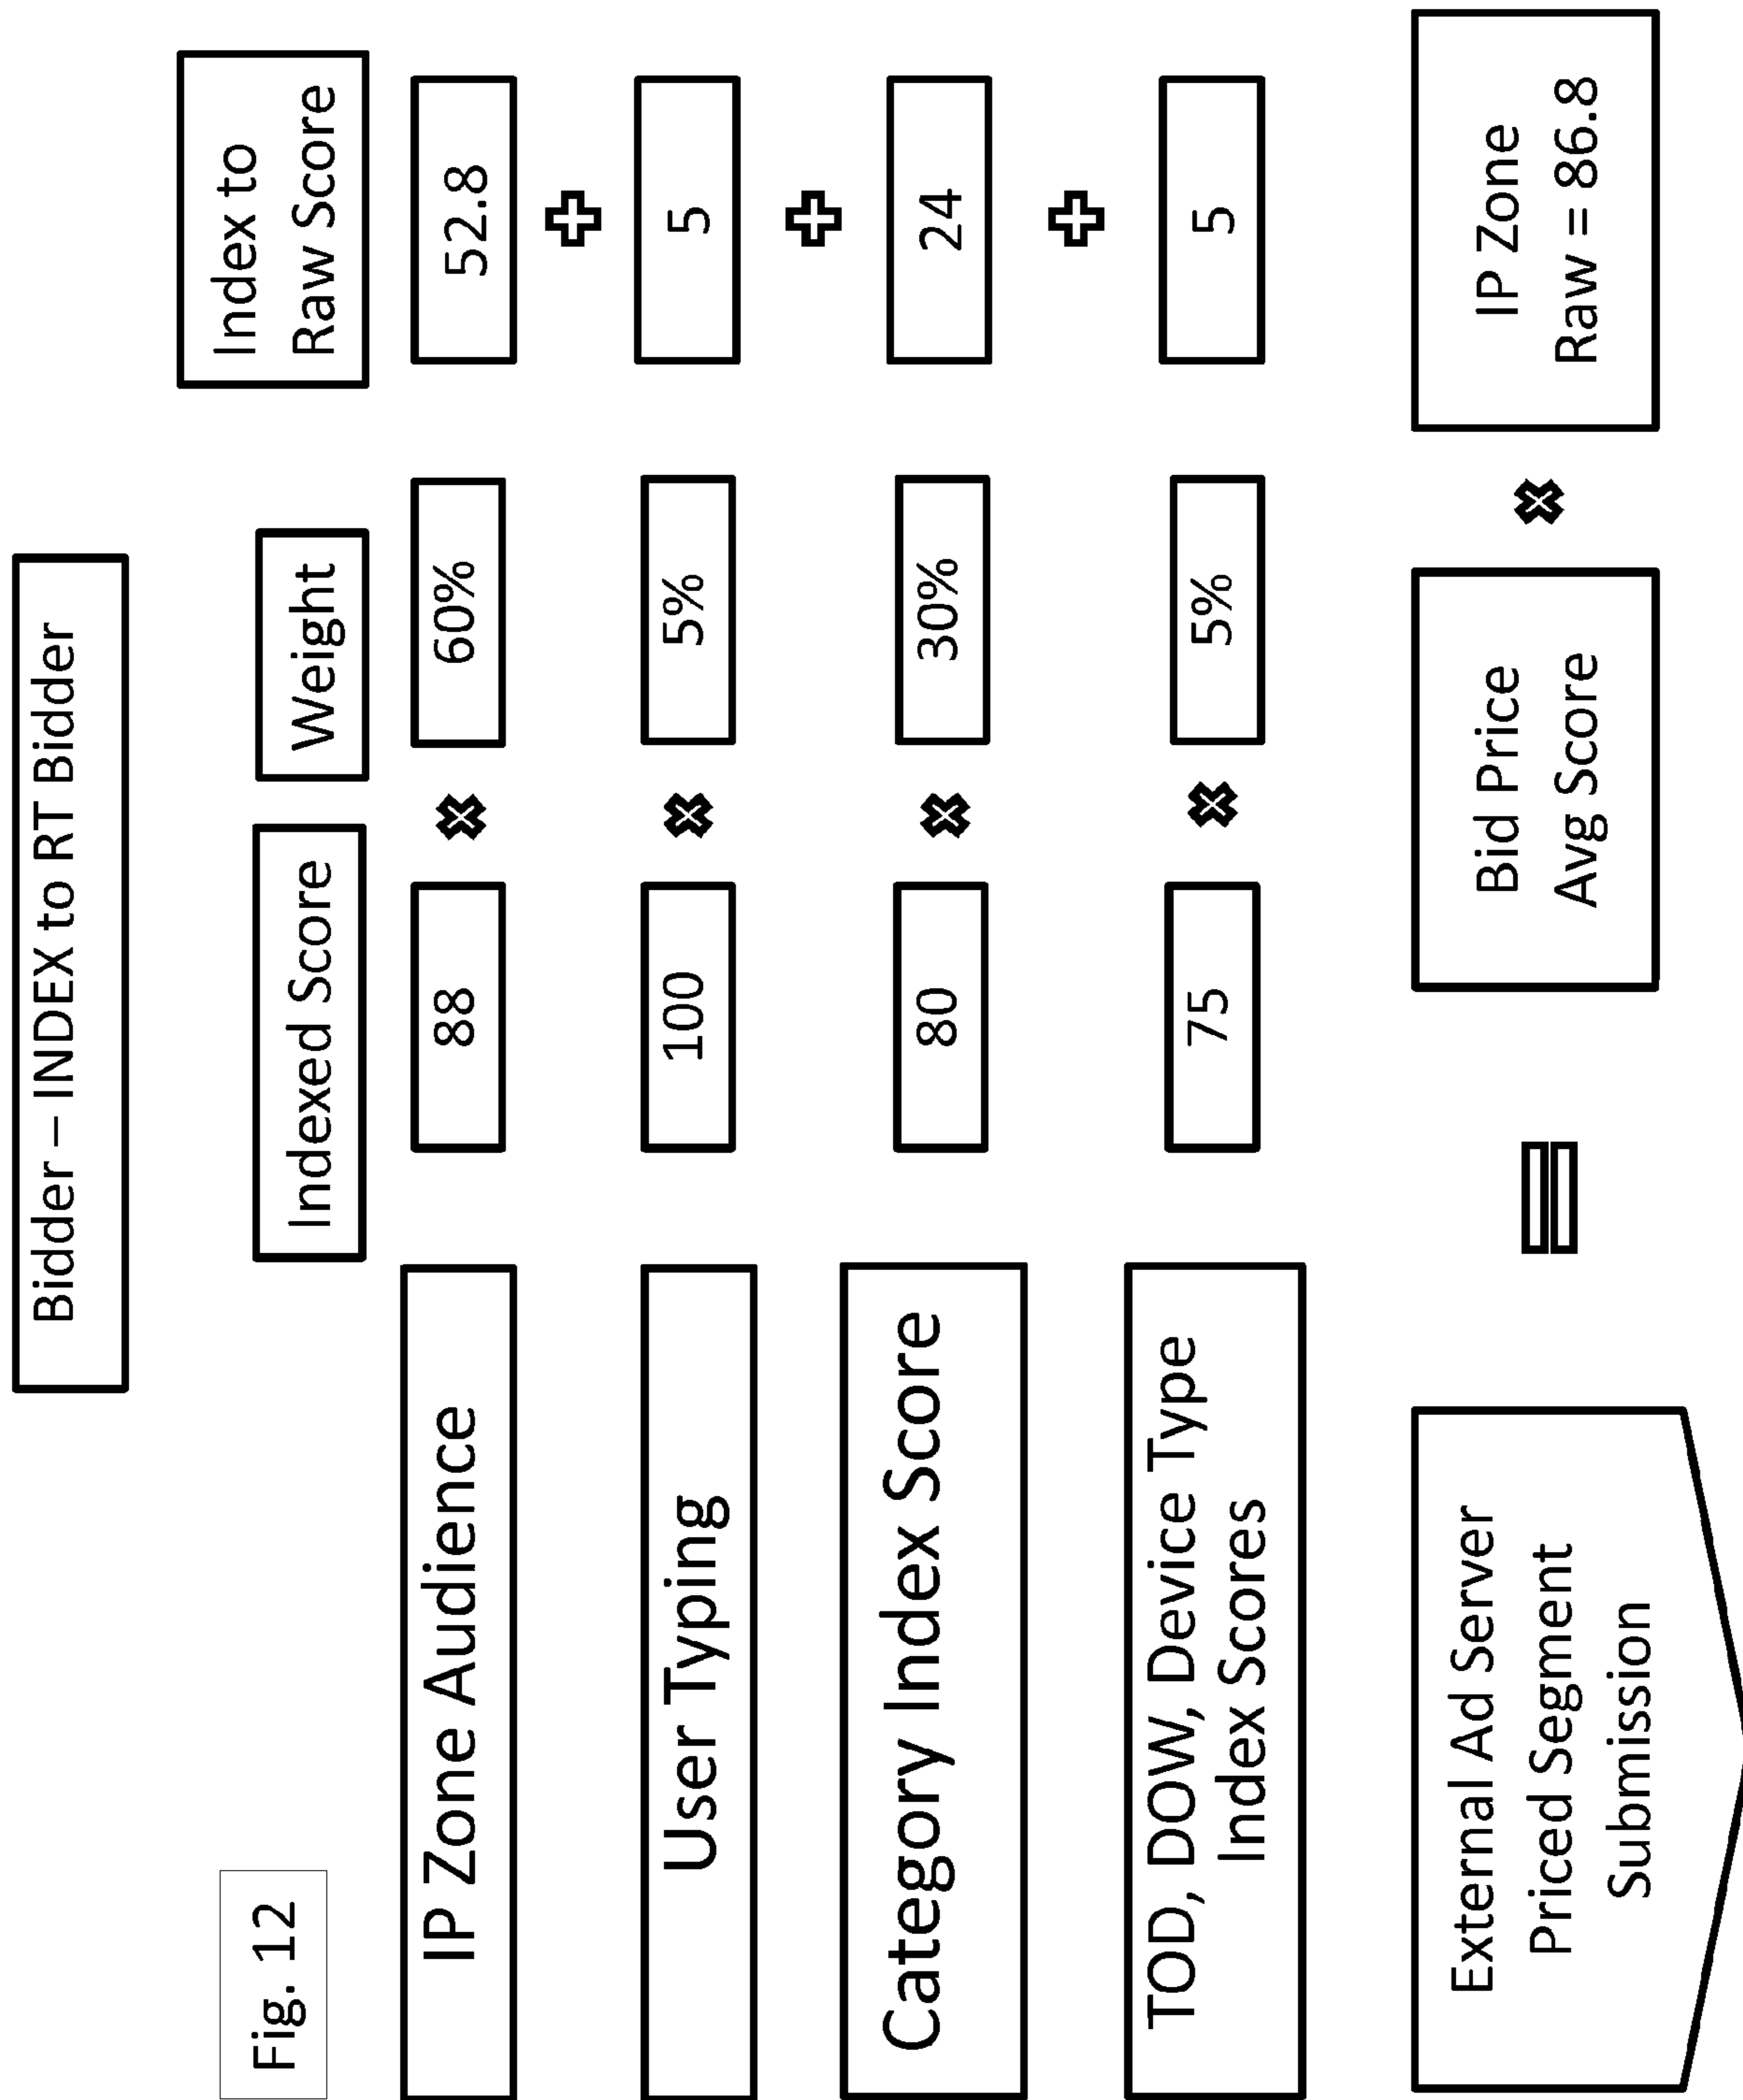 Fig. 12
Bidder – INDEX to RT Bidder
Indexed Score
Weight
Index to
Raw Score
IP Zone Audience
88
60%
52.8
User Typing
100
5%
5
Category Index Score
80
30%
24
TOD, DOW, Device Type
Index Scores
75
5%
5
External Ad Server
Priced Segment
Submission
Bid Price
Avg Score
IP Zone
Raw = 86.8